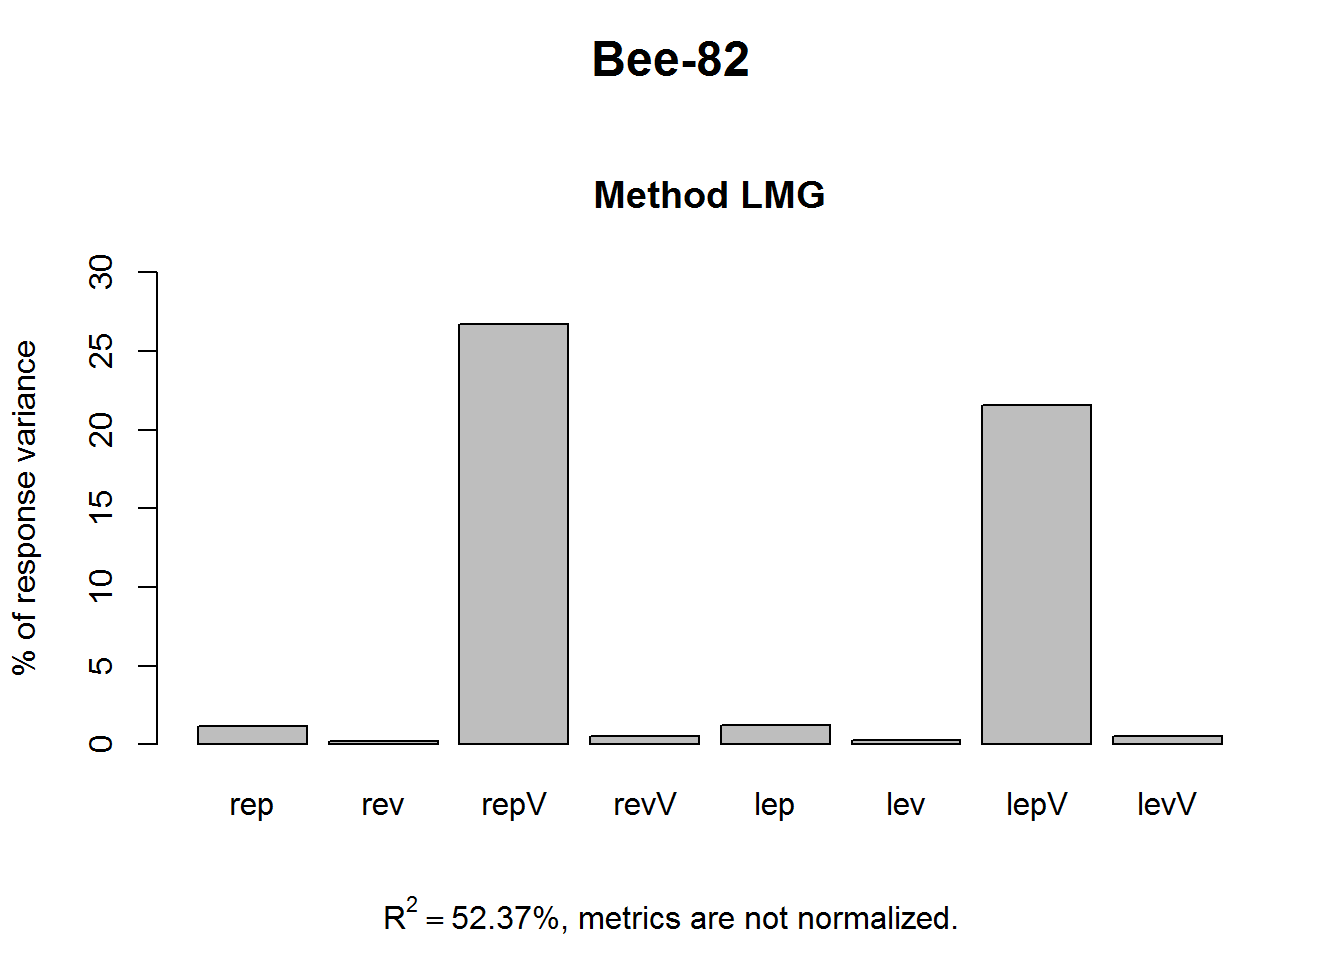 Bee-82
Method LMG
% of response variance
30
25
20
15
10
5
0
rep rev repV revV lep lev lepV levV
R² = 52.37%, metrics are not normalized.